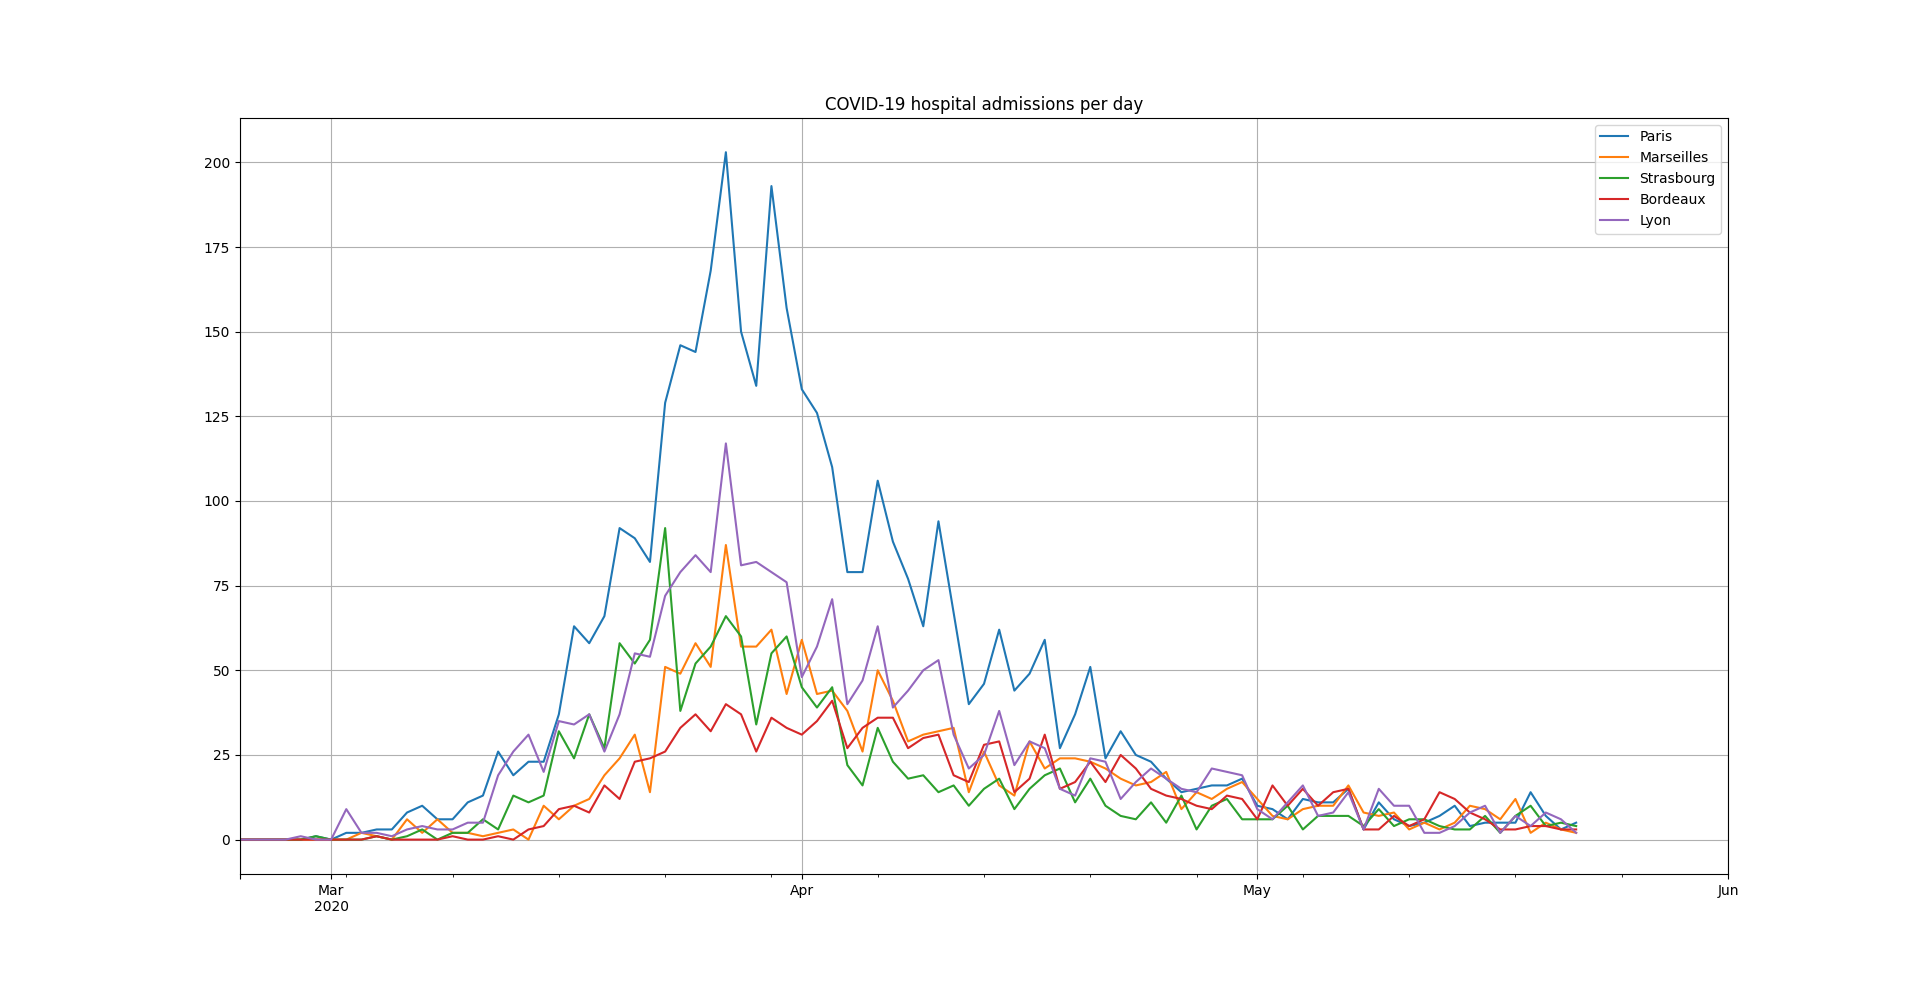 COVID-19 hospital admissions per day
Paris
Marseilles
Strasbourg
Bordeaux
Lyon
200
175
150
125
100
75
50
25
0
Mar Apr May Jun
2020